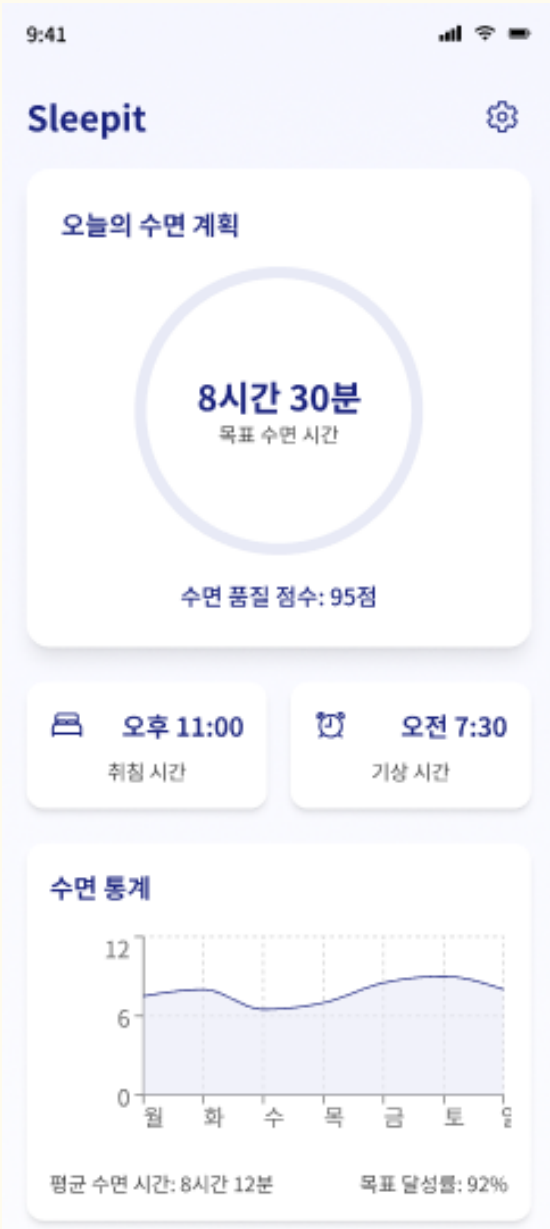 9:41
Sleepit
오늘의 수면 계획
8시간 30분
목표 수면 시간
수면 품질 점수: 95점
오후 11:00
취침 시간
오전 7:30
기상 시간
수면 통계
12
6
0
월 화 수 목 금 토
평균 수면 시간: 8시간 12분 목표 달성률: 92%